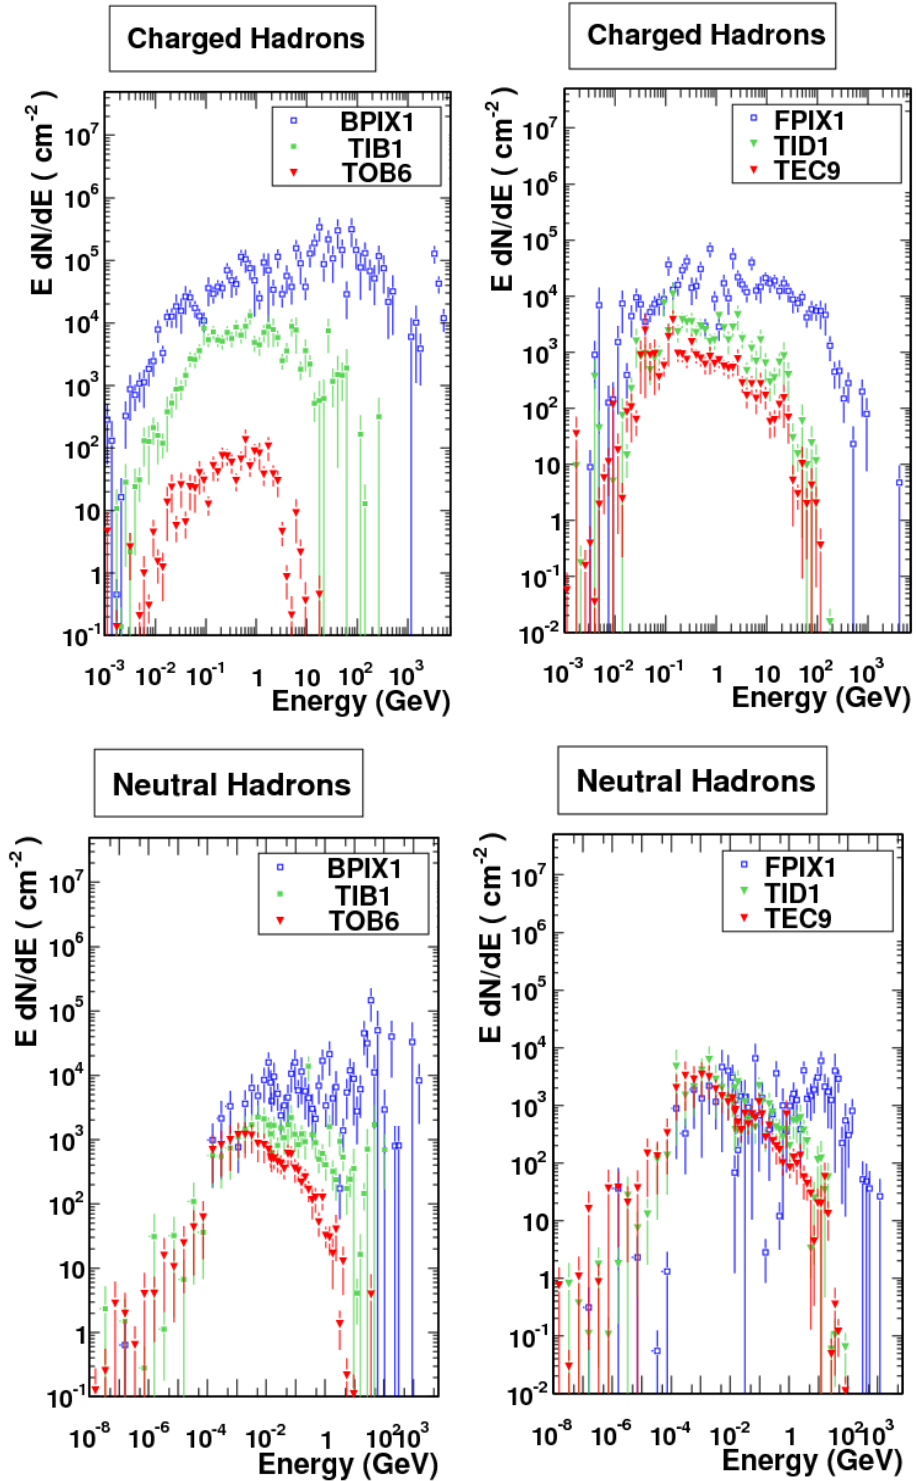 Charged Hadrons
E dN/dE ( cm⁻² )
10⁷
10⁶
10⁵
10⁴
10³
10²
10
1
10⁻¹
BPIX1
TIB1
TOB6
10⁻³ 10⁻² 10⁻¹ 1 10 10² 10³
Energy (GeV)
Charged Hadrons
E dN/dE ( cm⁻² )
10⁷
10⁶
10⁵
10⁴
10³
10²
10
1
10⁻¹
10⁻²
FPIX1
TID1
TEC9
10⁻³ 10⁻² 10⁻¹ 1 10 10² 10³
Energy (GeV)
Neutral Hadrons
E dN/dE ( cm⁻² )
10⁷
10⁶
10⁵
10⁴
10³
10²
10
1
10⁻¹
BPIX1
TIB1
TOB6
10⁻⁸ 10⁻⁶ 10⁻⁴ 10⁻² 1 10² 10³
Energy (GeV)
Neutral Hadrons
E dN/dE ( cm⁻² )
10⁷
10⁶
10⁵
10⁴
10³
10²
10
1
10⁻¹
10⁻²
FPIX1
TID1
TEC9
10⁻⁸ 10⁻⁶ 10⁻⁴ 10⁻² 1 10² 10³
Energy (GeV)